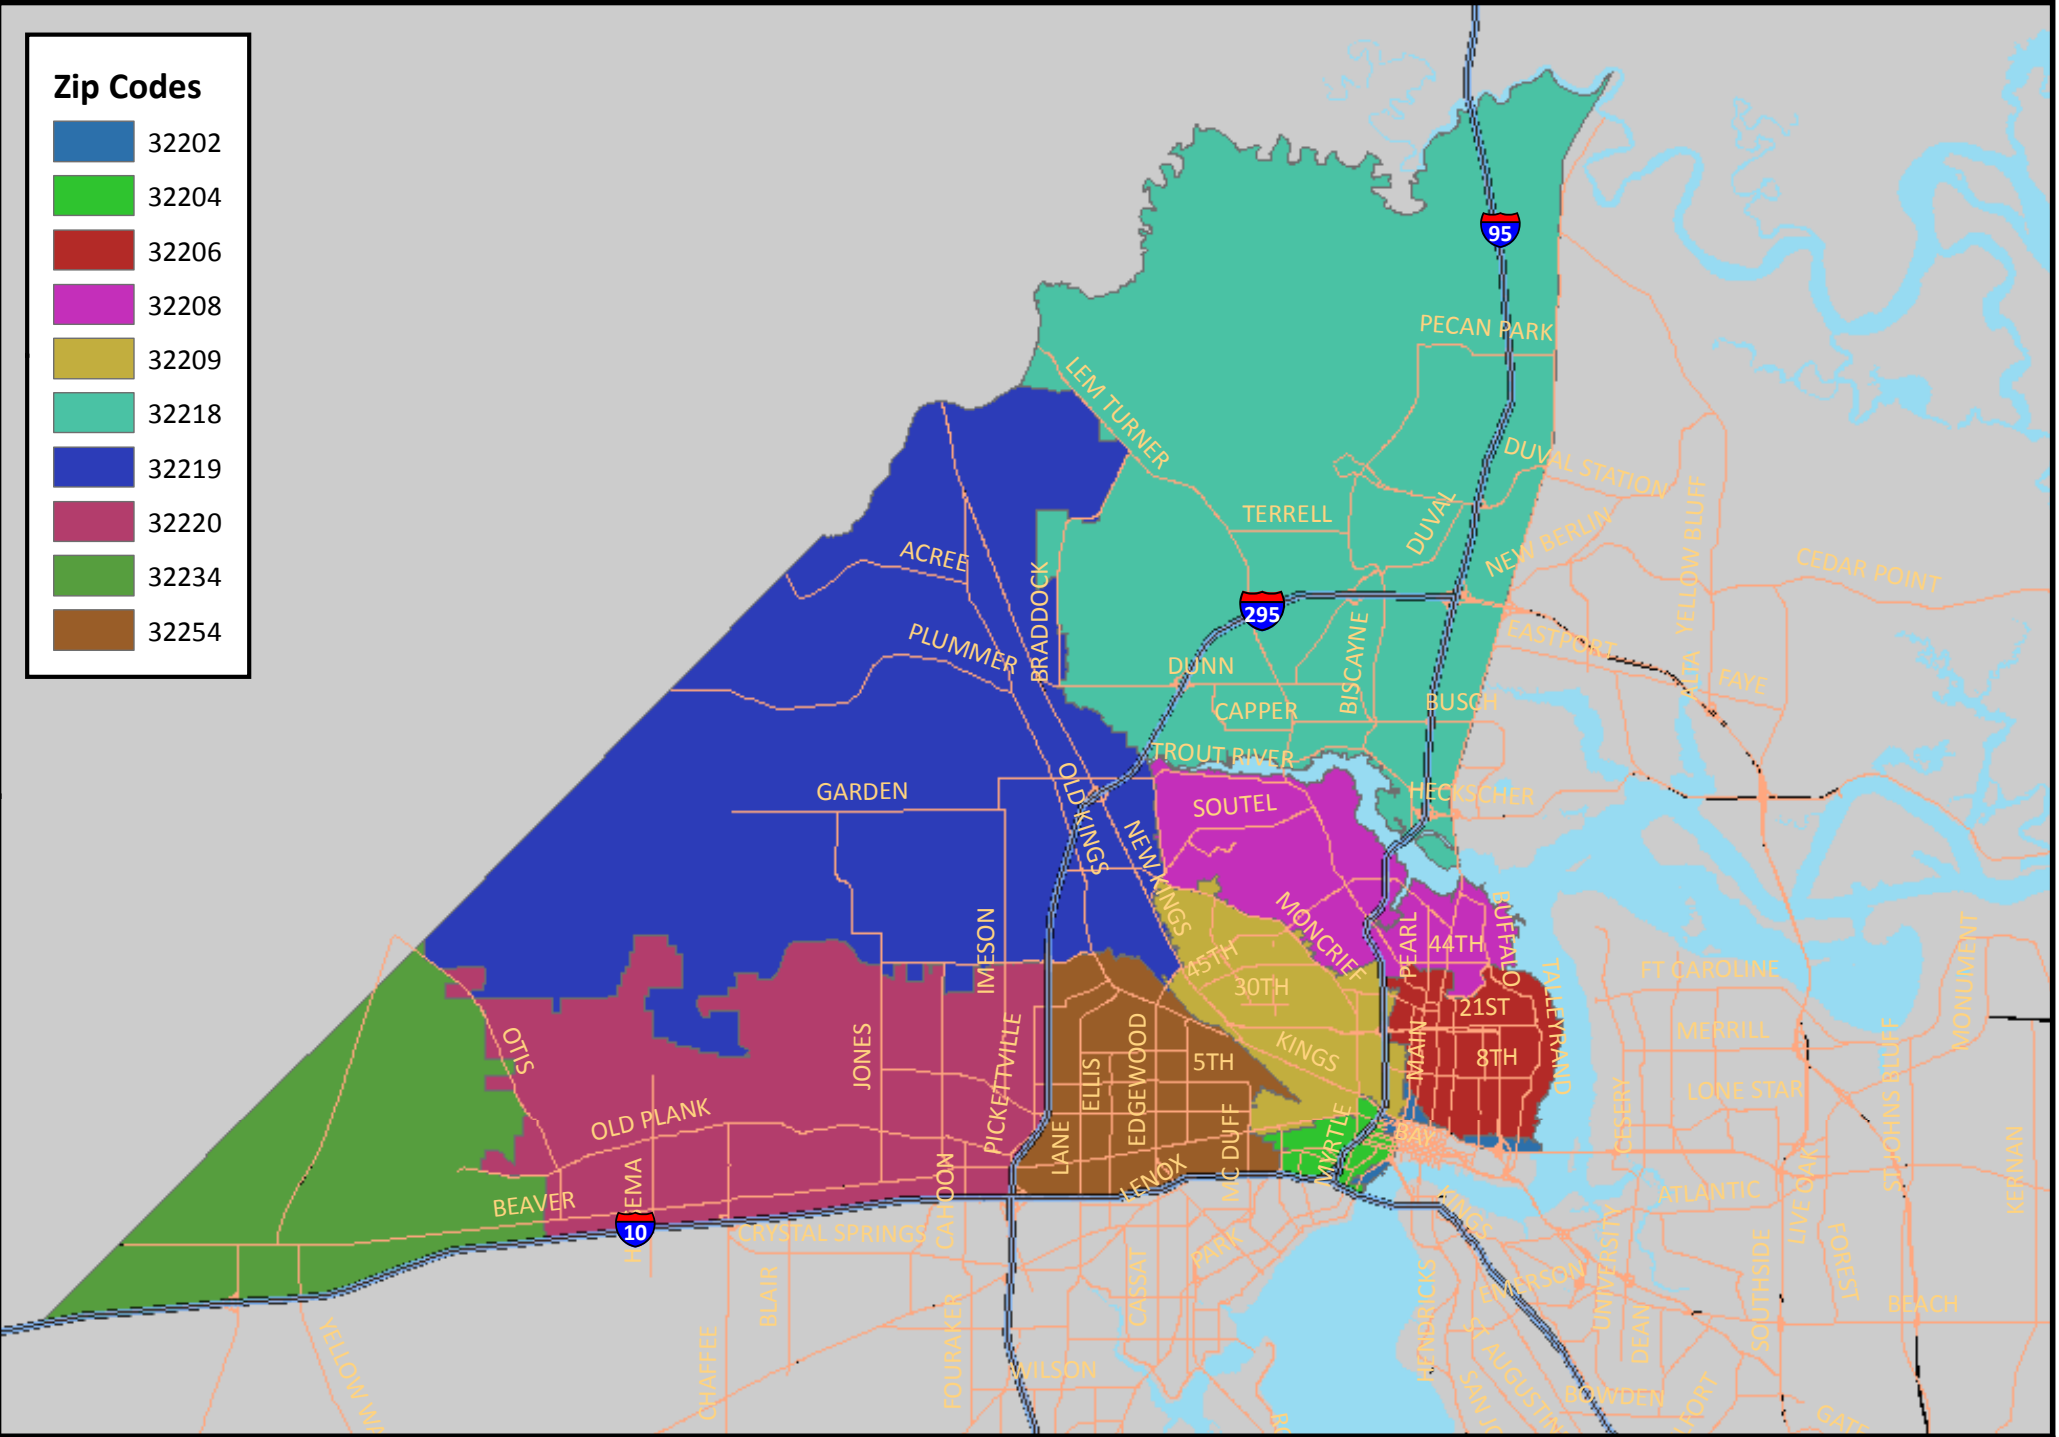 Zip Codes
32202
32204
32206
32208
32209
32218
32219
32220
32234
32254
95
PECAN PARK
LEM TURNER
DUVAL STATION
TERRELL
DUVAL
NEW BERLIN
YELLOW BLUFF
ACREE
CEDAR POINT
BRADDOCK
295
PLUMMER
BISCAYNE
EASTPORT
DUNN
ALTA
FAYE
CAPPER
BUSCH
TROUT RIVER
OLD KINGS
GARDEN
SOUTEL
HECKSCHER
NEW KINGS
MONCRIEF
BUFFALO
PEARL
44TH
IMESON
45TH
30TH
TALLEYRAND
FT CAROLINE
MONUMENT
21ST
MERRILL
OTIS
JONES
PICKETTVILLE
ELLIS
EDGEWOOD
5TH
KINGS
MAIN
8TH
CESERY
LONE STAR
ST JOHNS BLUFF
OLD PLANK
LANE
MC DUFF
MYRTLE
BAY
KERNAN
BEAVER
CAHOON
LENOX
KINGS
ATLANTIC
LIVE OAK
10
CRYSTAL SPRINGS
PARK
UNIVERSITY
SOUTHSIDE
FOREST
BLAIR
CASSAT
HENDRICKS
EMERSON
DEAN
BEACH
CHAFFEE
FOURAKER
WILSON
ST AUGUSTIN
BOWDEN